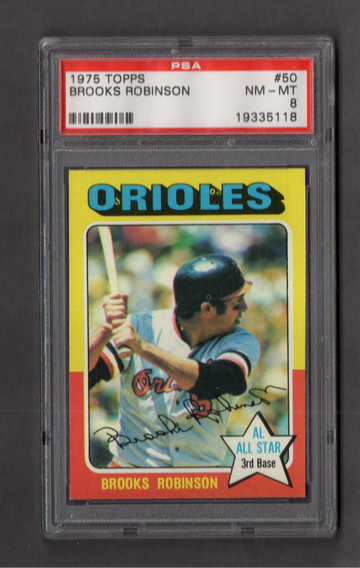 PSA
1975 TOPPS #50
BROOKS ROBINSON NM - MT
8
19335118
ORIOLES
Orio
Brooks Robinson
AL
ALL STAR
3rd Base
BROOKS ROBINSON